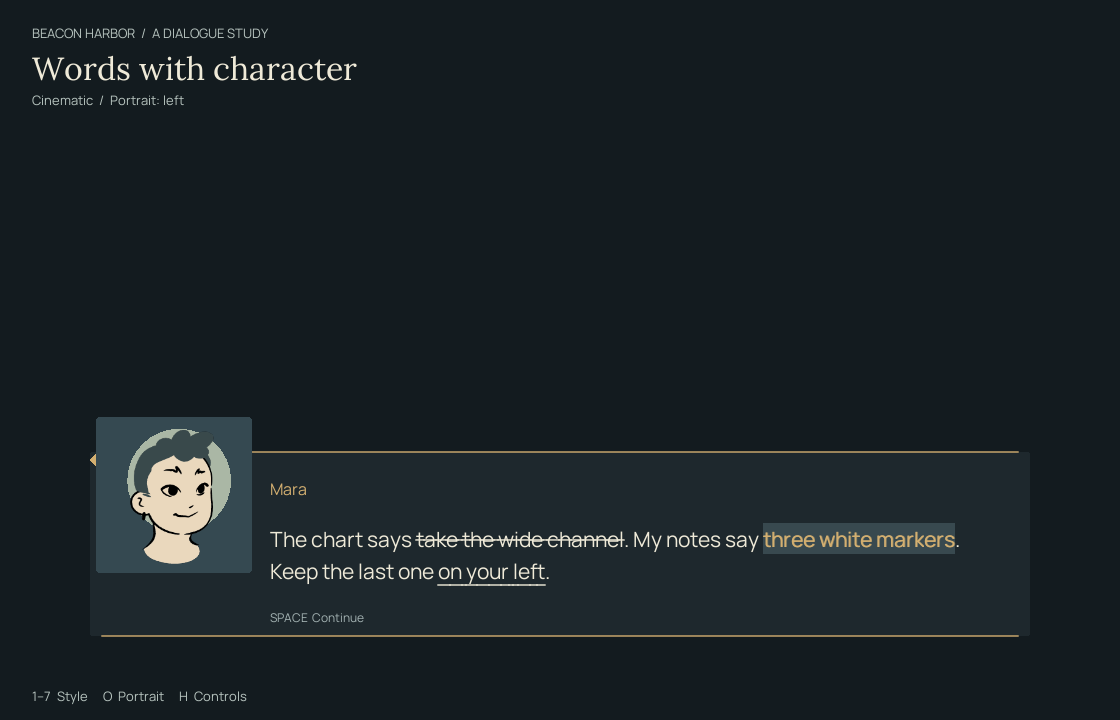 BEACON HARBOR / A DIALOGUE STUDY
Words with character
Cinematic / Portrait: left
Mara
The chart says take the wide channel. My notes say three white markers.
Keep the last one on your left.
SPACE Continue
1–7 Style O Portrait H Controls